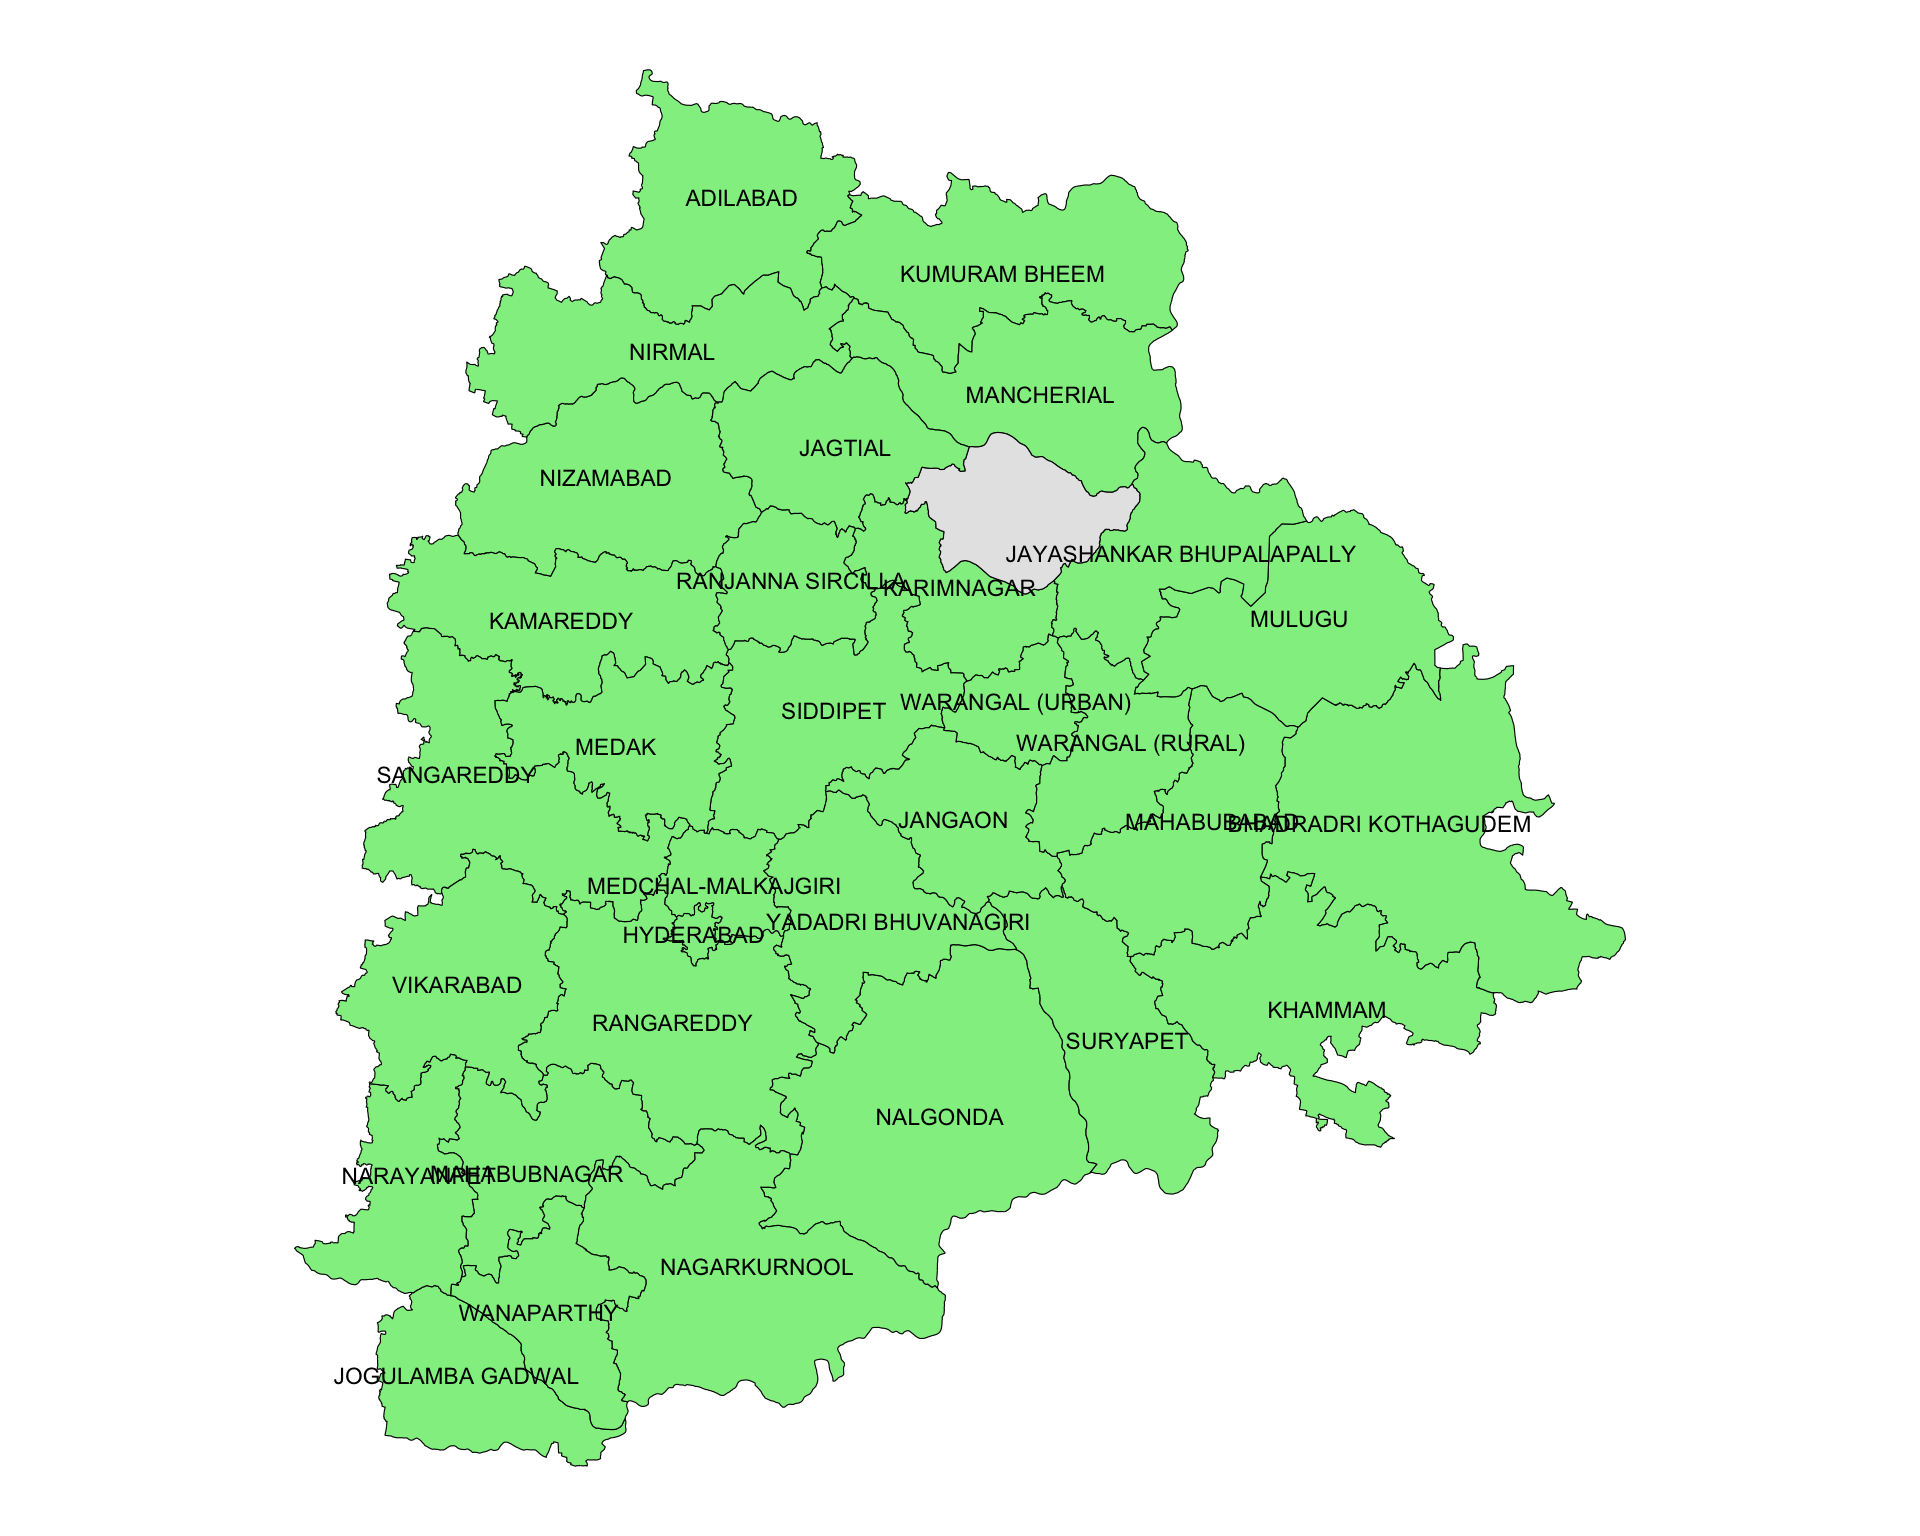 ADILABAD
KUMURAM BHEEM
NIRMAL
MANCHERIAL
JAGTIAL
NIZAMABAD
JAYASHANKAR BHUPALAPALLY
RANJANNA SIRCILLA
KARIMNAGAR
KAMAREDDY
MULUGU
WARANGAL (URBAN)
SIDDIPET
WARANGAL (RURAL)
MEDAK
SANGAREDDY
JANGAON
MAHABUBABAD
BHADRADRI KOTHAGUDEM
MEDCHAL-MALKAJGIRI
YADADRI BHUVANAGIRI
HYDERABAD
VIKARABAD
KHAMMAM
RANGAREDDY
SURYAPET
NALGONDA
NARAYANPET
MAHABUBNAGAR
NAGARKURNOOL
WANAPARTHY
JOGULAMBA GADWAL